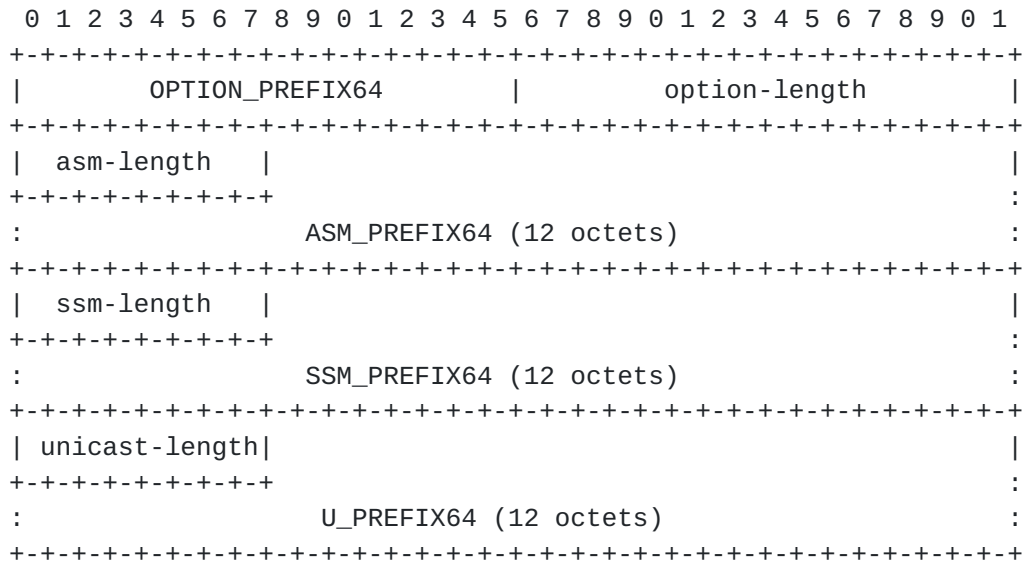 0 1 2 3 4 5 6 7 8 9 0 1 2 3 4 5 6 7 8 9 0 1 2 3 4 5 6 7 8 9 0 1
+-+-+-+-+-+-+-+-+-+-+-+-+-+-+-+-+-+-+-+-+-+-+-+-+-+-+-+-+-+-+-+-+
|        OPTION_PREFIX64        |         option-length         |
+-+-+-+-+-+-+-+-+-+-+-+-+-+-+-+-+-+-+-+-+-+-+-+-+-+-+-+-+-+-+-+-+
|  asm-length   |                                               |
+-+-+-+-+-+-+-+-+                                               :
:                  ASM_PREFIX64 (12 octets)                     :
+-+-+-+-+-+-+-+-+-+-+-+-+-+-+-+-+-+-+-+-+-+-+-+-+-+-+-+-+-+-+-+-+
|  ssm-length   |                                               |
+-+-+-+-+-+-+-+-+                                               :
:                  SSM_PREFIX64 (12 octets)                     :
+-+-+-+-+-+-+-+-+-+-+-+-+-+-+-+-+-+-+-+-+-+-+-+-+-+-+-+-+-+-+-+-+
| unicast-length|                                               |
+-+-+-+-+-+-+-+-+                                               :
:                   U_PREFIX64 (12 octets)                      :
+-+-+-+-+-+-+-+-+-+-+-+-+-+-+-+-+-+-+-+-+-+-+-+-+-+-+-+-+-+-+-+-+